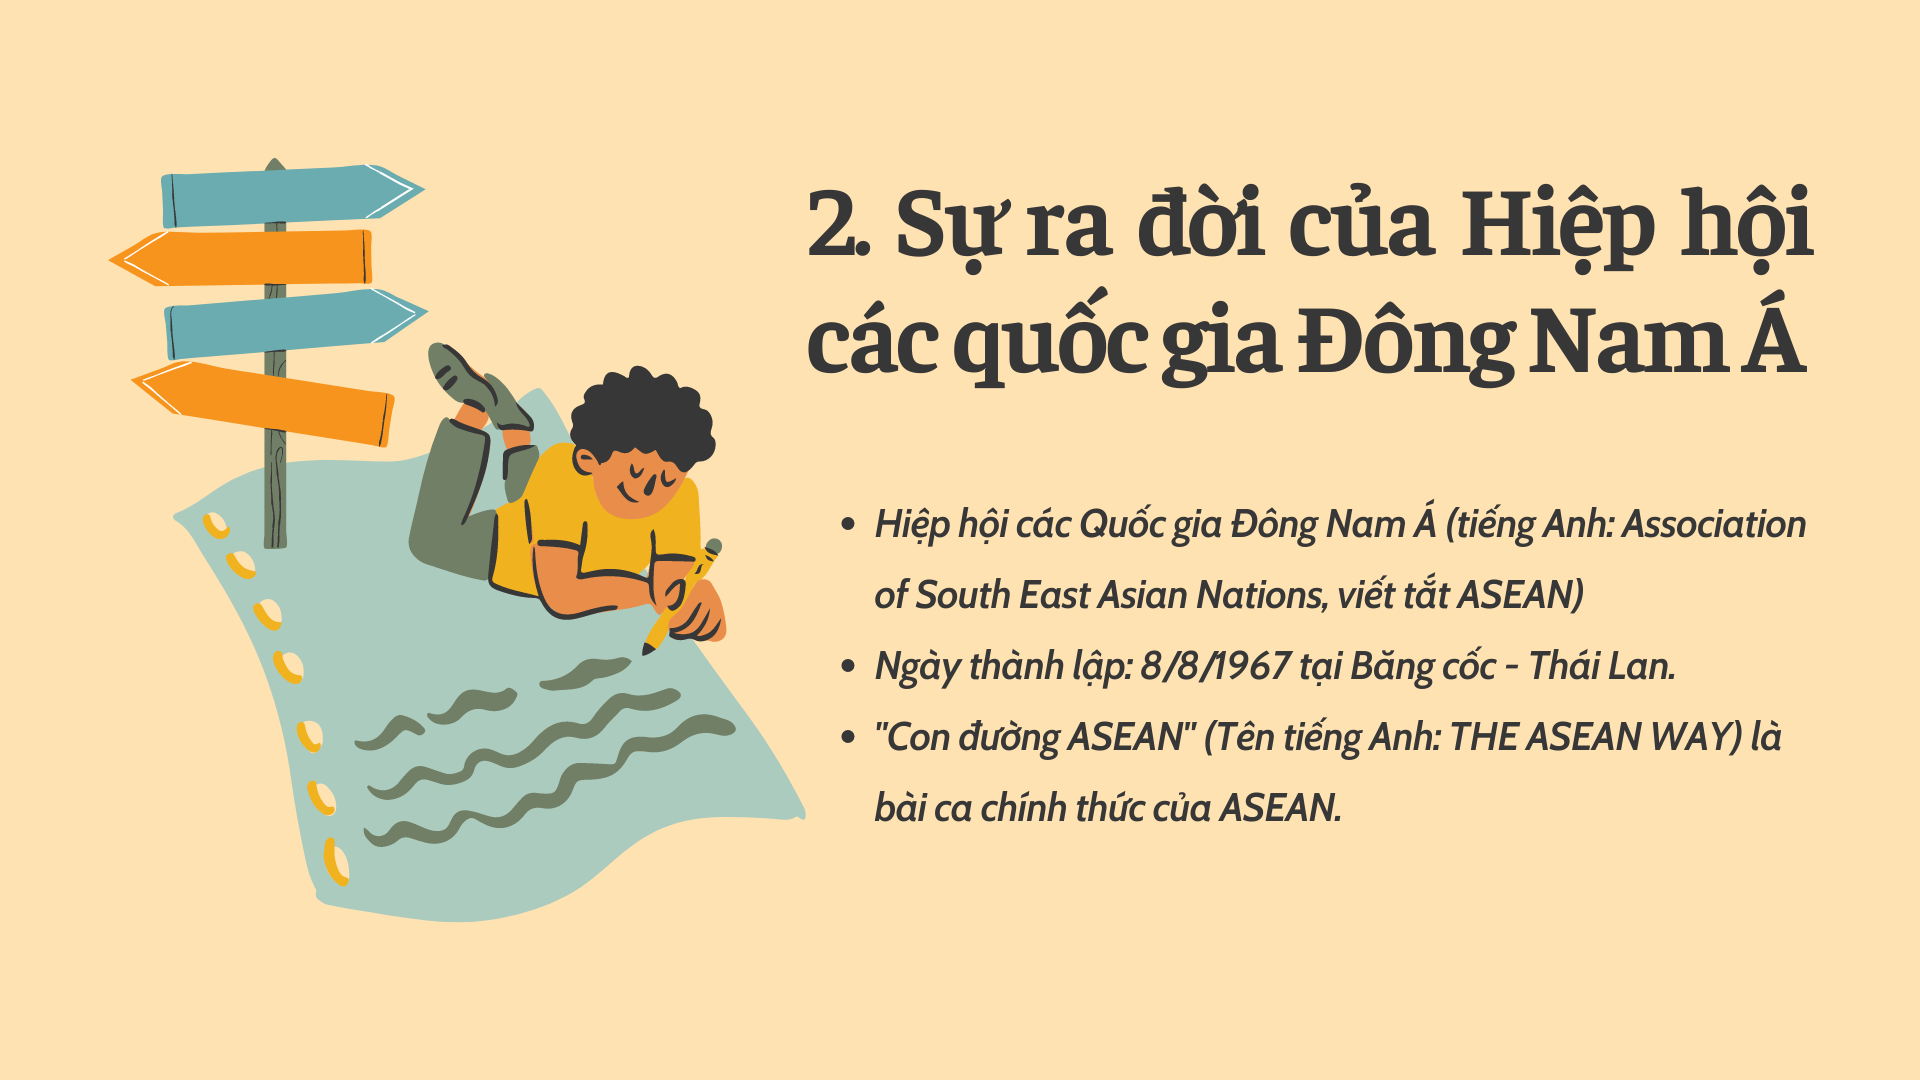 2. Sự ra đời của Hiệp hội
các quốc gia Đông Nam Á
• Hiệp hội các Quốc gia Đông Nam Á (tiếng Anh: Association
of South East Asian Nations, viết tắt ASEAN)
• Ngày thành lập: 8/8/1967 tại Băng cốc - Thái Lan.
• "Con đường ASEAN" (Tên tiếng Anh: THE ASEAN WAY) là
bài ca chính thức của ASEAN.